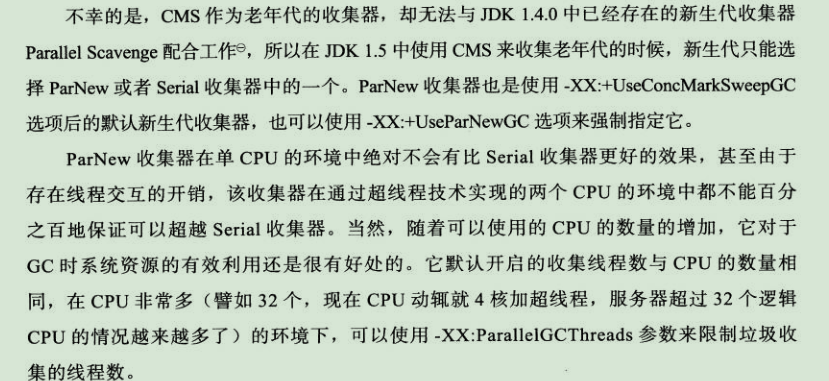 不幸的是，CMS 作为老年代的收集器，却无法与 JDK 1.4.0 中已经存在的新生代收集器
Parallel Scavenge 配合工作㊀，所以在 JDK 1.5 中使用 CMS 来收集老年代的时候，新生代只能选
择 ParNew 或者 Serial 收集器中的一个。ParNew 收集器也是使用 -XX:+UseConcMarkSweepGC
选项后的默认新生代收集器，也可以使用 -XX:+UseParNewGC 选项来强制指定它。
ParNew 收集器在单 CPU 的环境中绝对不会有比 Serial 收集器更好的效果，甚至由于
存在线程交互的开销，该收集器在通过超线程技术实现的两个 CPU 的环境中都不能百分
之百地保证可以超越 Serial 收集器。当然，随着可以使用的 CPU 的数量的增加，它对于
GC 时系统资源的有效利用还是很有好处的。它默认开启的收集线程数与 CPU 的数量相
同，在 CPU 非常多（譬如 32 个，现在 CPU 动辄就 4 核加超线程，服务器超过 32 个逻辑
CPU 的情况越来越多了）的环境下，可以使用 -XX:ParallelGCThreads 参数来限制垃圾收
集的线程数。